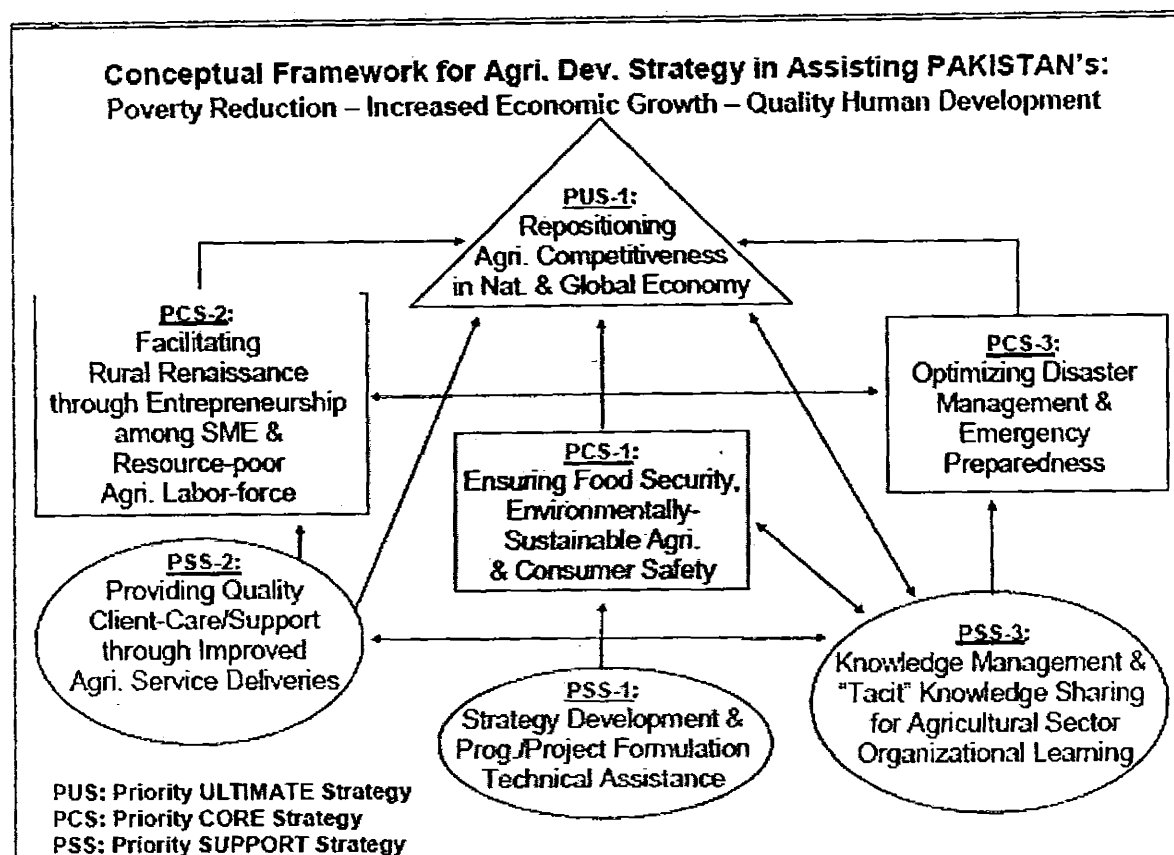 Conceptual Framework for Agri. Dev. Strategy in Assisting PAKISTAN's:
Poverty Reduction – Increased Economic Growth – Quality Human Development
PUS-1:
Repositioning
Agri. Competitiveness
in Nat. & Global Economy
PCS-2:
Facilitating
Rural Renaissance
through Entrepreneurship
among SME &
Resource-poor
Agri. Labor-force
PCS-3:
Optimizing Disaster
Management &
Emergency
Preparedness
PCS-1:
Ensuring Food Security,
Environmentally-
Sustainable Agri.
& Consumer Safety
PSS-2:
Providing Quality
Client-Care/Support
through Improved
Agri. Service Deliveries
PSS-1:
Strategy Development &
Prog./Project Formulation
Technical Assistance
PSS-3:
Knowledge Management &
"Tacit" Knowledge Sharing
for Agricultural Sector
Organizational Learning
PUS: Priority ULTIMATE Strategy
PCS: Priority CORE Strategy
PSS: Priority SUPPORT Strategy